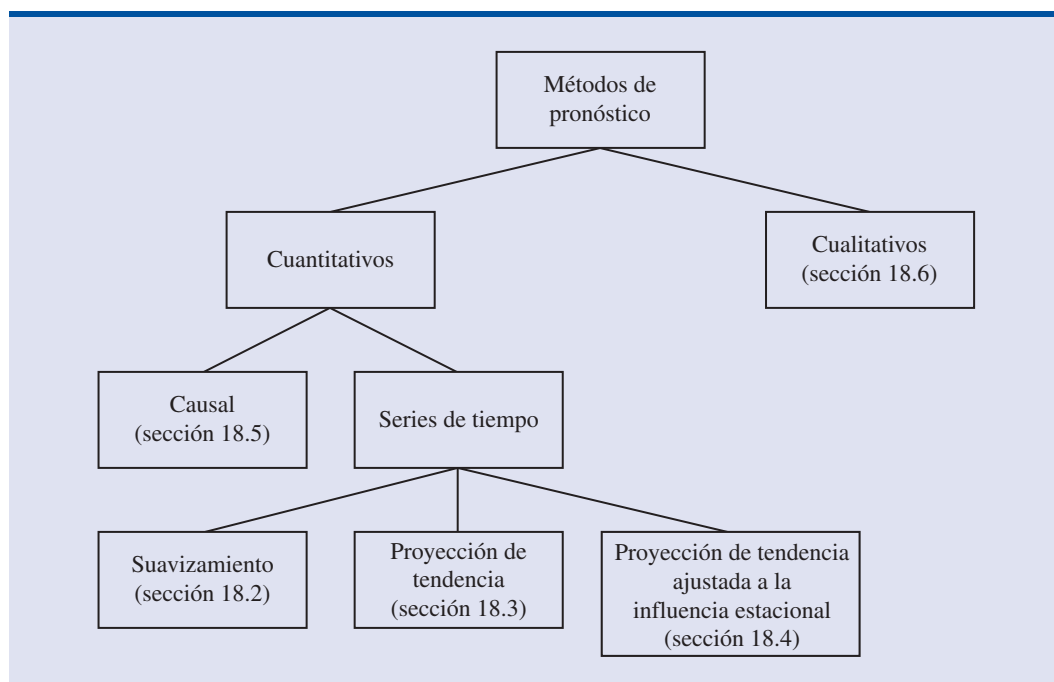 Métodos de
pronóstico
Cuantitativos
Cualitativos
(sección 18.6)
Causal
(sección 18.5)
Series de tiempo
Suavizamiento
(sección 18.2)
Proyección de
tendencia
(sección 18.3)
Proyección de tendencia
ajustada a la
influencia estacional
(sección 18.4)